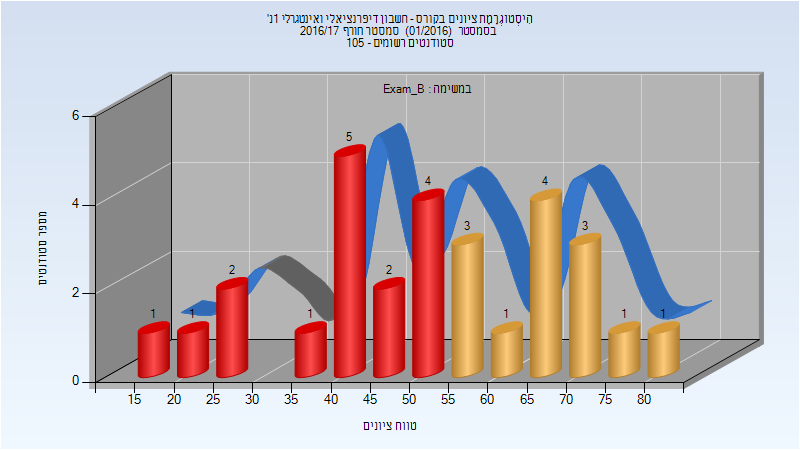 היסטוגרמת ציונים בקורס - חשבון דיפרנציאלי ואינטגרלי 1נ'
בסמסטר (01/2016) סמסטר חורף 2016/17
סטודנטים רשומים - 105
במשימה : Exam_B
מספר סטודנטים
6
4
2
0
1
1
2
1
5
2
4
3
1
4
3
1
1
15 20 25 30 35 40 45 50 55 60 65 70 75 80
טווח ציונים